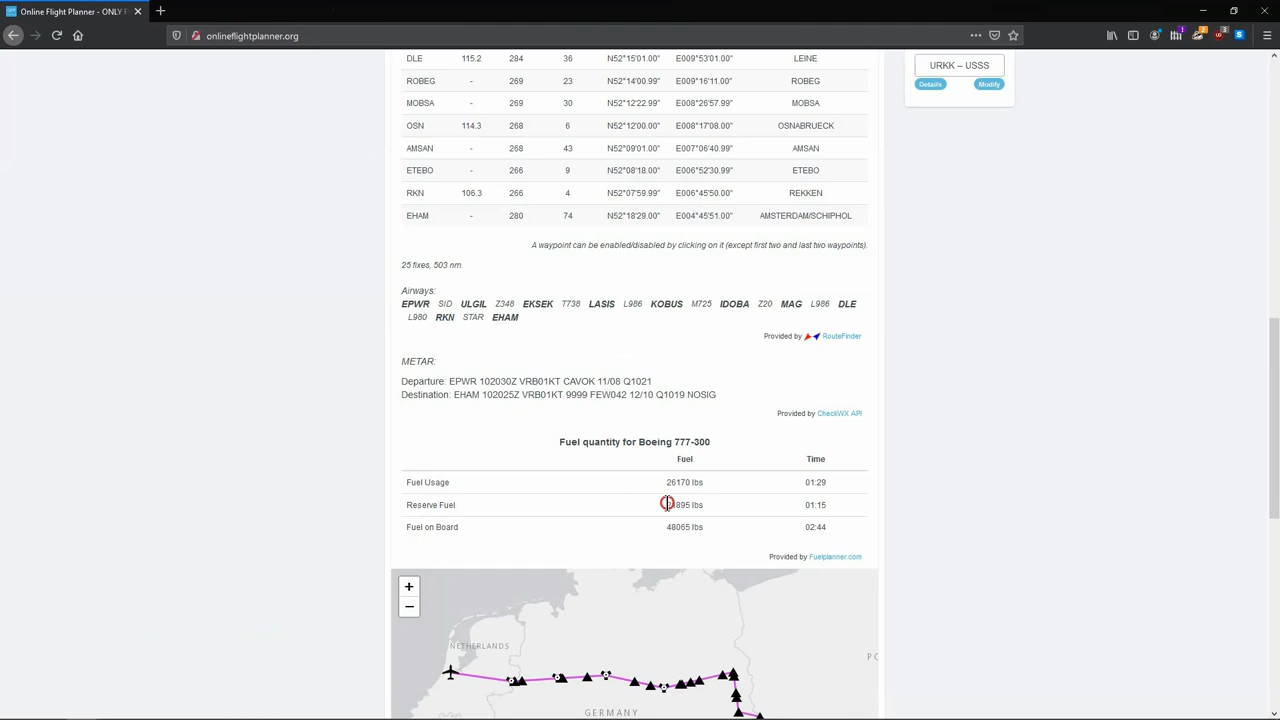 Online Flight Planner - ONLY F
onlineflightplanner.org
DLE 115.2 284 36 N52°15'01.00" E009°53'01.00" LEINE
ROBEG - 269 23 N52°14'00.99" E009°16'11.00" ROBEG
MOBSA - 269 30 N52°12'22.99" E008°26'57.99" MOBSA
OSN 114.3 268 6 N52°12'00.00" E008°17'08.00" OSNABRUECK
AMSAN - 268 43 N52°09'01.00" E007°06'40.99" AMSAN
ETEBO - 266 9 N52°08'18.00" E006°52'30.99" ETEBO
RKN 106.3 266 4 N52°07'59.99" E006°45'50.00" REKKEN
EHAM - 280 74 N52°18'29.00" E004°45'51.00" AMSTERDAM/SCHIPHOL
A waypoint can be enabled/disabled by clicking on it (except first two and last two waypoints).
25 fixes, 503 nm.
Airways:
EPWR SID ULGIL Z348 EKSEK T738 LASIS L986 KOBUS M725 IDOBA Z20 MAG L986 DLE
L980 RKN STAR EHAM
Provided by RouteFinder
METAR:
Departure: EPWR 102030Z VRB01KT CAVOK 11/08 Q1021
Destination: EHAM 102025Z VRB01KT 9999 FEW042 12/10 Q1019 NOSIG
Provided by CheckWX API
Fuel quantity for Boeing 777-300
Fuel Time
Fuel Usage 26170 lbs 01:29
Reserve Fuel 895 lbs 01:15
Fuel on Board 48065 lbs 02:44
Provided by Fuelplanner.com
+
−
NETHERLANDS
PO
GERMANY
URKK – USSS
Details Modify